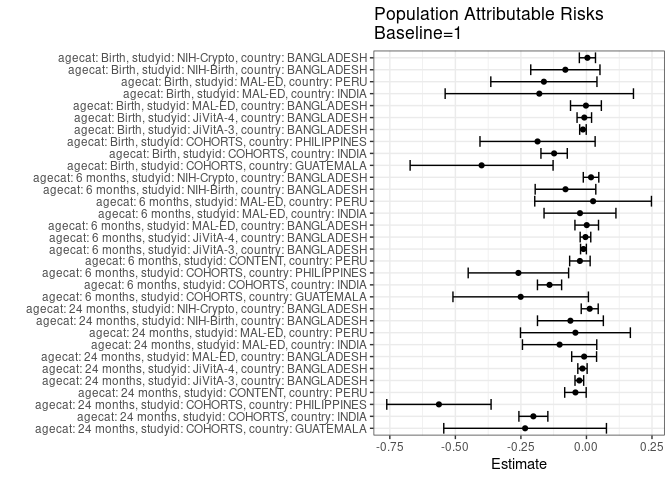 Population Attributable Risks
Baseline=1
agecat: Birth, studyid: NIH-Crypto, country: BANGLADESH
agecat: Birth, studyid: NIH-Birth, country: BANGLADESH
agecat: Birth, studyid: MAL-ED, country: PERU
agecat: Birth, studyid: MAL-ED, country: INDIA
agecat: Birth, studyid: MAL-ED, country: BANGLADESH
agecat: Birth, studyid: JiVitA-4, country: BANGLADESH
agecat: Birth, studyid: JiVitA-3, country: BANGLADESH
agecat: Birth, studyid: COHORTS, country: PHILIPPINES
agecat: Birth, studyid: COHORTS, country: INDIA
agecat: Birth, studyid: COHORTS, country: GUATEMALA
agecat: 6 months, studyid: NIH-Crypto, country: BANGLADESH
agecat: 6 months, studyid: NIH-Birth, country: BANGLADESH
agecat: 6 months, studyid: MAL-ED, country: PERU
agecat: 6 months, studyid: MAL-ED, country: INDIA
agecat: 6 months, studyid: MAL-ED, country: BANGLADESH
agecat: 6 months, studyid: JiVitA-4, country: BANGLADESH
agecat: 6 months, studyid: JiVitA-3, country: BANGLADESH
agecat: 6 months, studyid: CONTENT, country: PERU
agecat: 6 months, studyid: COHORTS, country: PHILIPPINES
agecat: 6 months, studyid: COHORTS, country: INDIA
agecat: 6 months, studyid: COHORTS, country: GUATEMALA
agecat: 24 months, studyid: NIH-Crypto, country: BANGLADESH
agecat: 24 months, studyid: NIH-Birth, country: BANGLADESH
agecat: 24 months, studyid: MAL-ED, country: PERU
agecat: 24 months, studyid: MAL-ED, country: INDIA
agecat: 24 months, studyid: MAL-ED, country: BANGLADESH
agecat: 24 months, studyid: JiVitA-4, country: BANGLADESH
agecat: 24 months, studyid: JiVitA-3, country: BANGLADESH
agecat: 24 months, studyid: CONTENT, country: PERU
agecat: 24 months, studyid: COHORTS, country: PHILIPPINES
agecat: 24 months, studyid: COHORTS, country: INDIA
agecat: 24 months, studyid: COHORTS, country: GUATEMALA
-0.75 -0.50 -0.25 0.00 0.25
Estimate